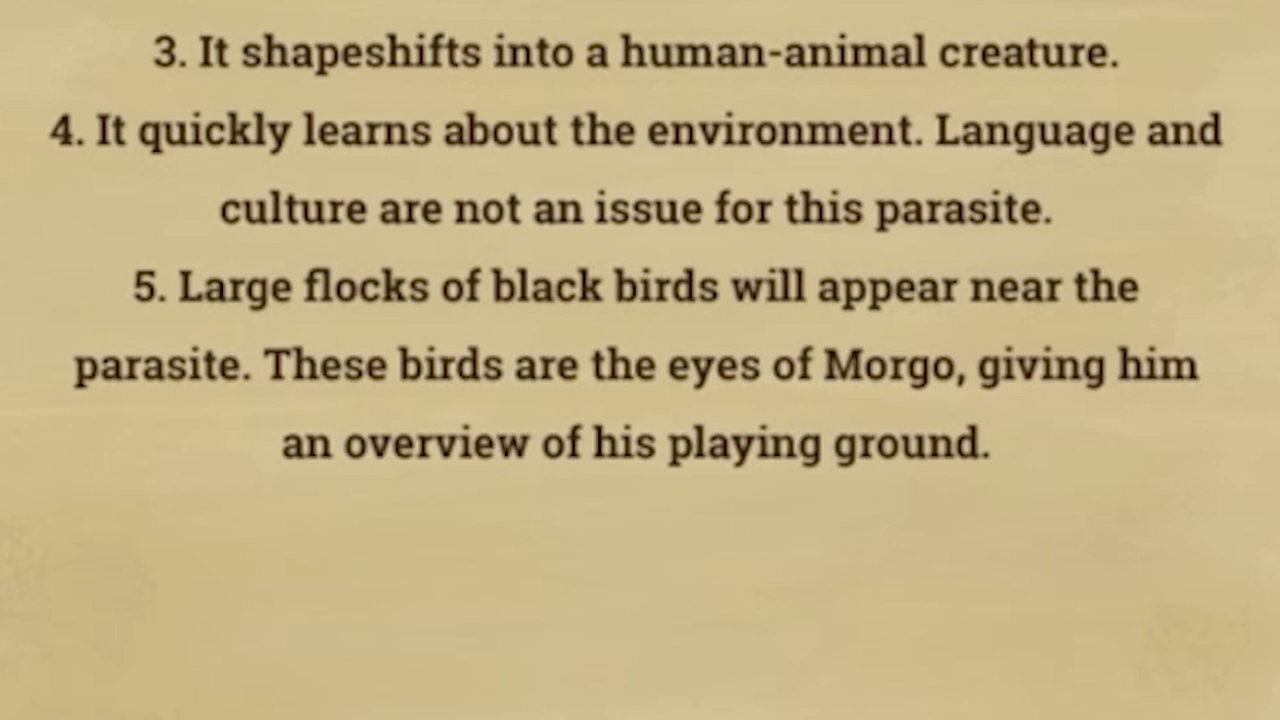 3. It shapeshifts into a human-animal creature.
4. It quickly learns about the environment. Language and
culture are not an issue for this parasite.
5. Large flocks of black birds will appear near the
parasite. These birds are the eyes of Morgo, giving him
an overview of his playing ground.